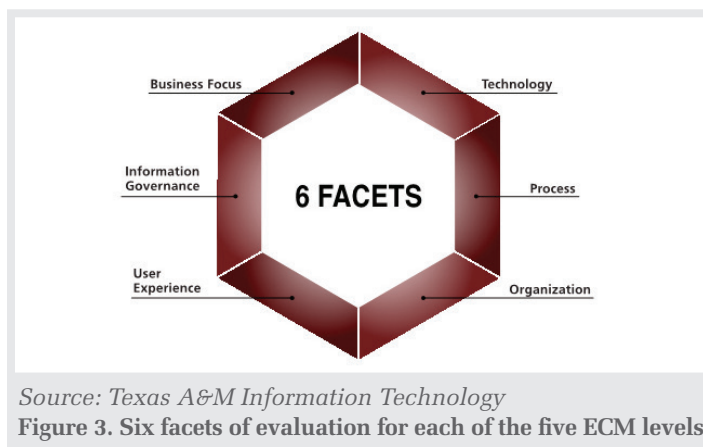 Business Focus
Technology
Information
Governance
6 FACETS
Process
User
Experience
Organization
Source: Texas A&M Information Technology
Figure 3. Six facets of evaluation for each of the five ECM levels